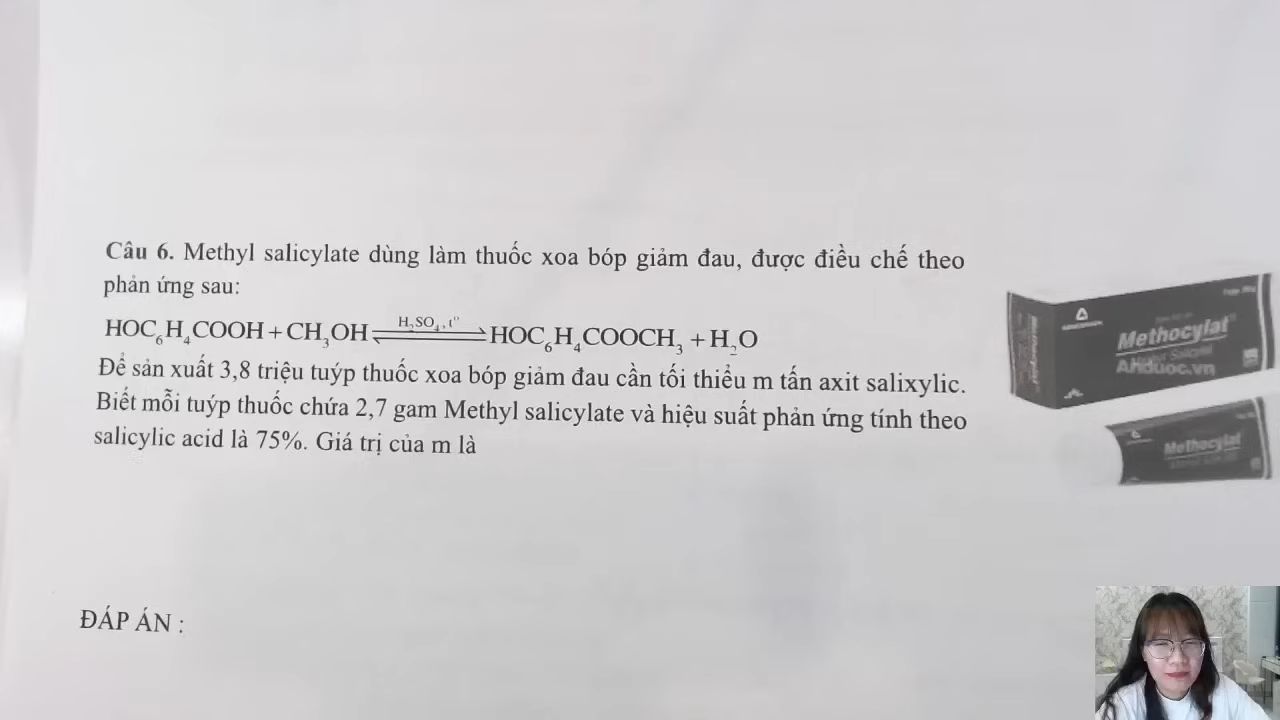 Câu 6. Methyl salicylate dùng làm thuốc xoa bóp giảm đau, được điều chế theo
phản ứng sau:
HOC₆H₄COOH + CH₃OH ⇌ (H₂SO₄, t°) HOC₆H₄COOCH₃ + H₂O
Để sản xuất 3,8 triệu tuýp thuốc xoa bóp giảm đau cần tối thiểu m tấn axit salixylic.
Biết mỗi tuýp thuốc chứa 2,7 gam Methyl salicylate và hiệu suất phản ứng tính theo
salicylic acid là 75%. Giá trị của m là
Methocylat
ANduoc.vn
Methocylat
ĐÁP ÁN :